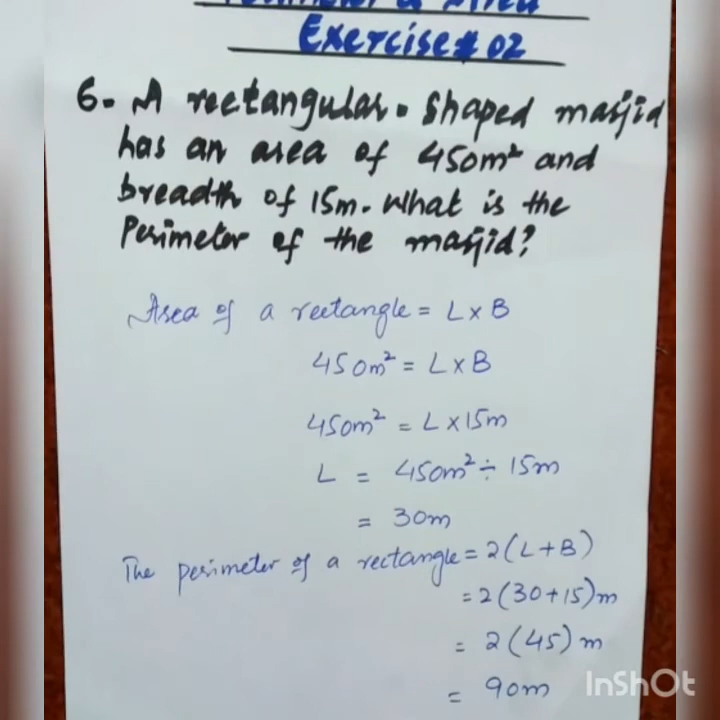 Exercise# 02
6. A rectangular. Shaped masjid
has an area of 450m² and
breadth of 15m. What is the
Perimeter of the masjid?
Area of a rectangle = L x B
450m² = L x B
450m² = L x 15m
L = 450m² ÷ 15m
= 30m
The perimeter of a rectangle = 2(L+B)
= 2(30+15)m
= 2(45)m
= 90m
InShOt